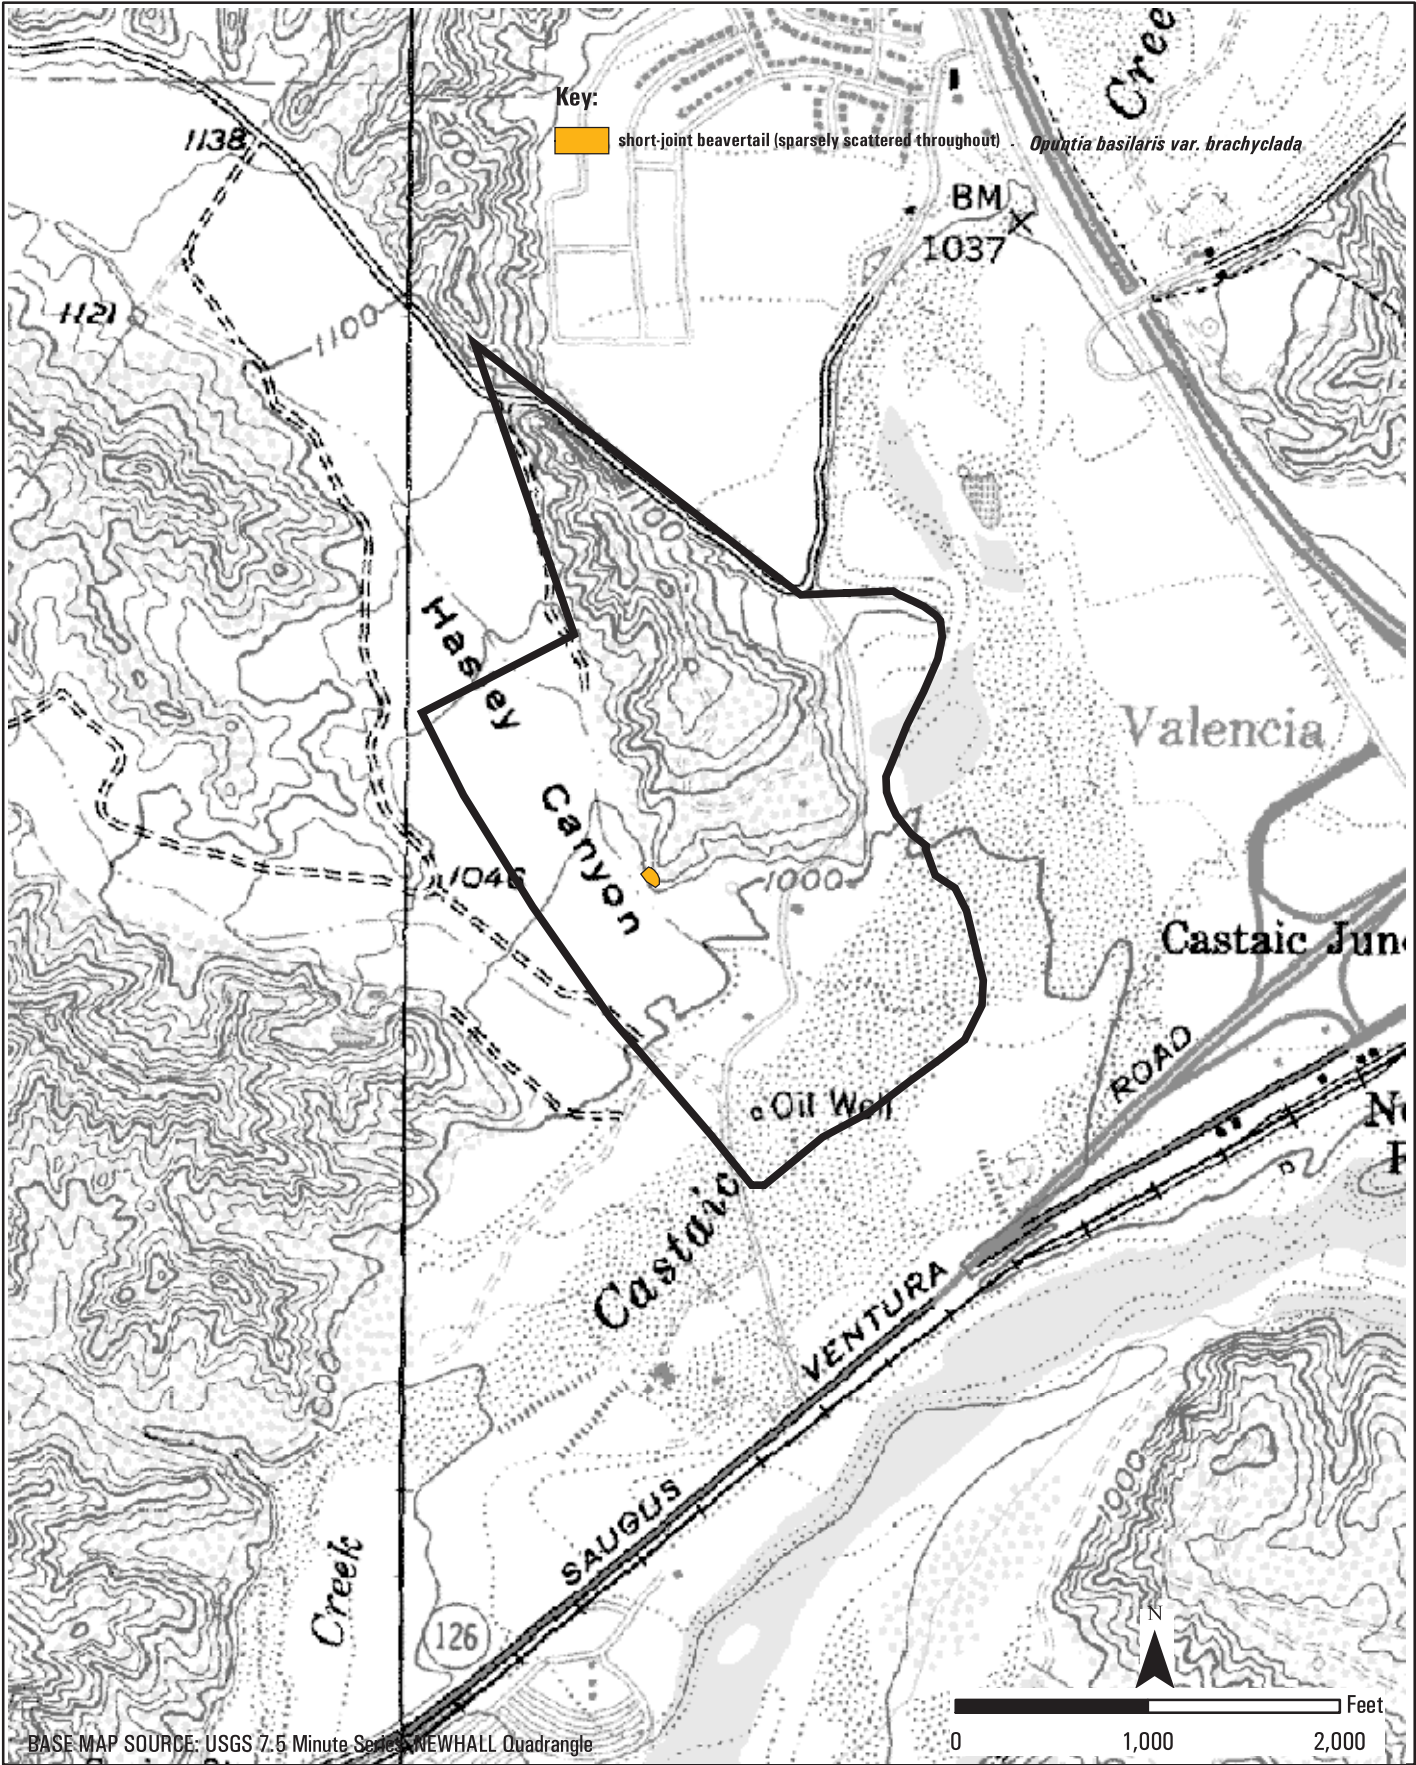 Cree
Key:
1138
short-joint beavertail (sparsely scattered throughout) - Opuntia basilaris var. brachyclada
BM
1037
1121
1100
1100
Hasley
Valencia
Canyon
1046
1000
Castaic Junc
ROAD
Oil Well
Castaic
VENTURA
1000
SAUGUS
Creek
126
N
Feet
BASE MAP SOURCE: USGS 7.5 Minute Series, NEWHALL Quadrangle
0 1,000 2,000